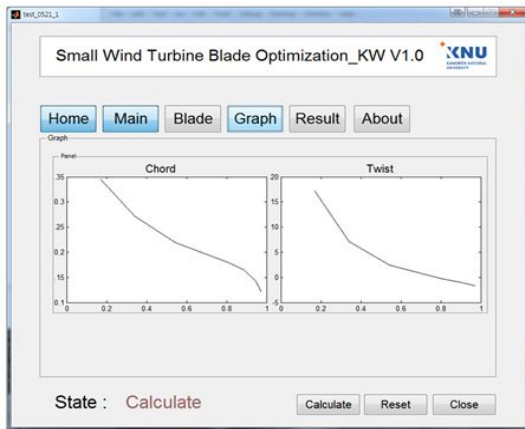 test_0521_1
Small Wind Turbine Blade Optimization_KW V1.0
KNU
KANGWON NATIONAL
UNIVERSITY
Home Main Blade Graph Result About
Graph
Panel
Chord Twist
35 20
0.3 15
.25 10
0.2 5
.15 0
0.1 -5
0 0.2 0.4 0.6 0.8 1 0 0.2 0.4 0.6 0.8 1
State : Calculate
Calculate Reset Close